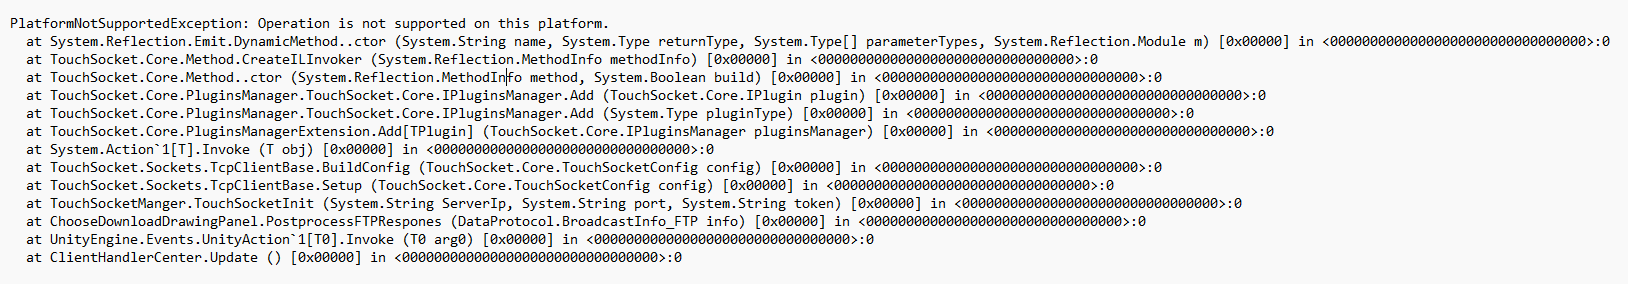 PlatformNotSupportedException: Operation is not supported on this platform.
at System.Reflection.Emit.DynamicMethod..ctor (System.String name, System.Type returnType, System.Type[] parameterTypes, System.Reflection.Module m) [0x00000] in <00000000000000000000000000000000>:0
at TouchSocket.Core.Method.CreateILInvoker (System.Reflection.MethodInfo methodInfo) [0x00000] in <00000000000000000000000000000000>:0
at TouchSocket.Core.Method..ctor (System.Reflection.MethodInfo method, System.Boolean build) [0x00000] in <00000000000000000000000000000000>:0
at TouchSocket.Core.PluginsManager.TouchSocket.Core.IPluginsManager.Add (TouchSocket.Core.IPlugin plugin) [0x00000] in <00000000000000000000000000000000>:0
at TouchSocket.Core.PluginsManager.TouchSocket.Core.IPluginsManager.Add (System.Type pluginType) [0x00000] in <00000000000000000000000000000000>:0
at TouchSocket.Core.PluginsManagerExtension.Add[TPlugin] (TouchSocket.Core.IPluginsManager pluginsManager) [0x00000] in <00000000000000000000000000000000>:0
at System.Action`1[T].Invoke (T obj) [0x00000] in <00000000000000000000000000000000>:0
at TouchSocket.Sockets.TcpClientBase.BuildConfig (TouchSocket.Core.TouchSocketConfig config) [0x00000] in <00000000000000000000000000000000>:0
at TouchSocket.Sockets.TcpClientBase.Setup (TouchSocket.Core.TouchSocketConfig config) [0x00000] in <00000000000000000000000000000000>:0
at TouchSocketManger.TouchSocketInit (System.String ServerIp, System.String port, System.String token) [0x00000] in <00000000000000000000000000000000>:0
at ChooseDownloadDrawingPanel.PostprocessFTPRespones (DataProtocol.BroadcastInfo_FTP info) [0x00000] in <00000000000000000000000000000000>:0
at UnityEngine.Events.UnityAction`1[T0].Invoke (T0 arg0) [0x00000] in <00000000000000000000000000000000>:0
at ClientHandlerCenter.Update () [0x00000] in <00000000000000000000000000000000>:0